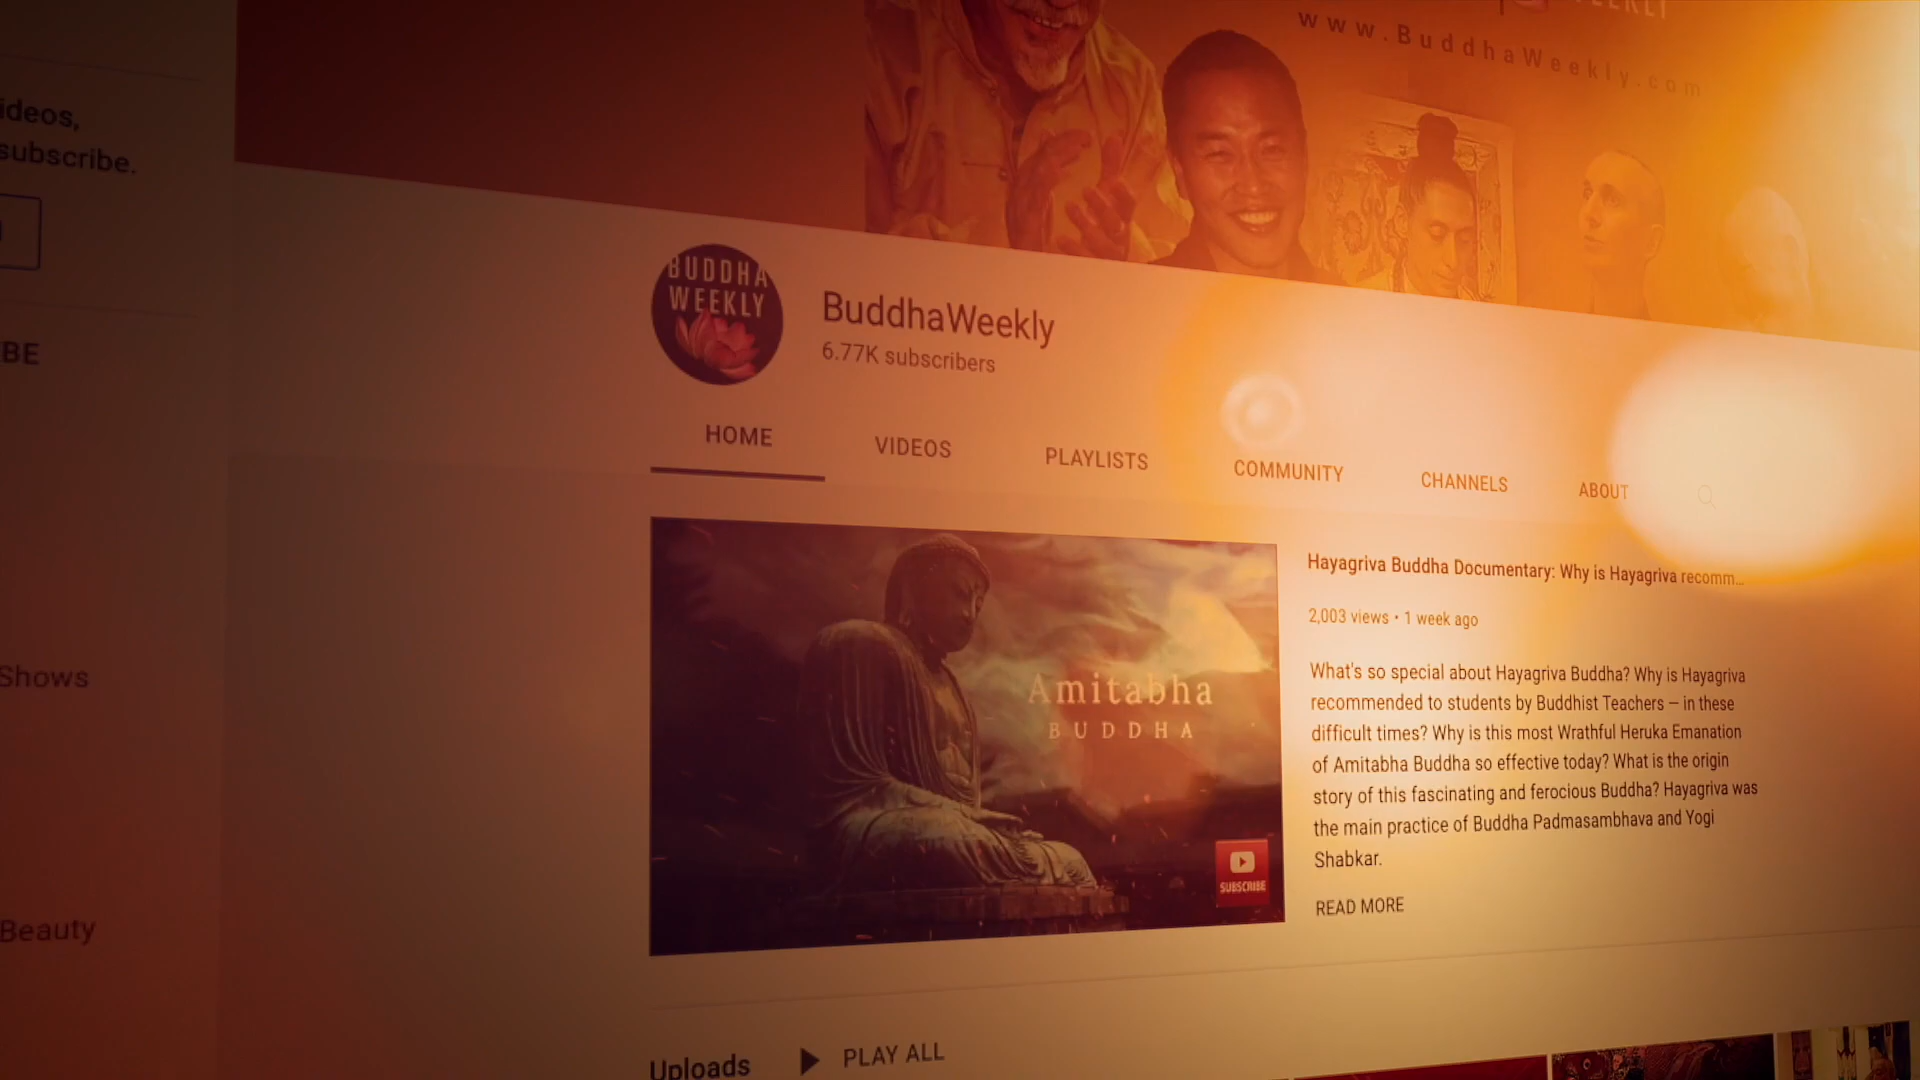 www.BuddhaWeekly.com
ideos,
subscribe.
BE
Shows
Beauty
BUDDHA
WEEKLY
BuddhaWeekly
6.77K subscribers
HOME
VIDEOS
PLAYLISTS
COMMUNITY
CHANNELS
ABOUT
Amitabha
BUDDHA
SUBSCRIBE
Hayagriva Buddha Documentary: Why is Hayagriva recomm...
2,003 views • 1 week ago
What's so special about Hayagriva Buddha? Why is Hayagriva
recommended to students by Buddhist Teachers — in these
difficult times? Why is this most Wrathful Heruka Emanation
of Amitabha Buddha so effective today? What is the origin
story of this fascinating and ferocious Buddha? Hayagriva was
the main practice of Buddha Padmasambhava and Yogi
Shabkar.
READ MORE
Uploads
PLAY ALL